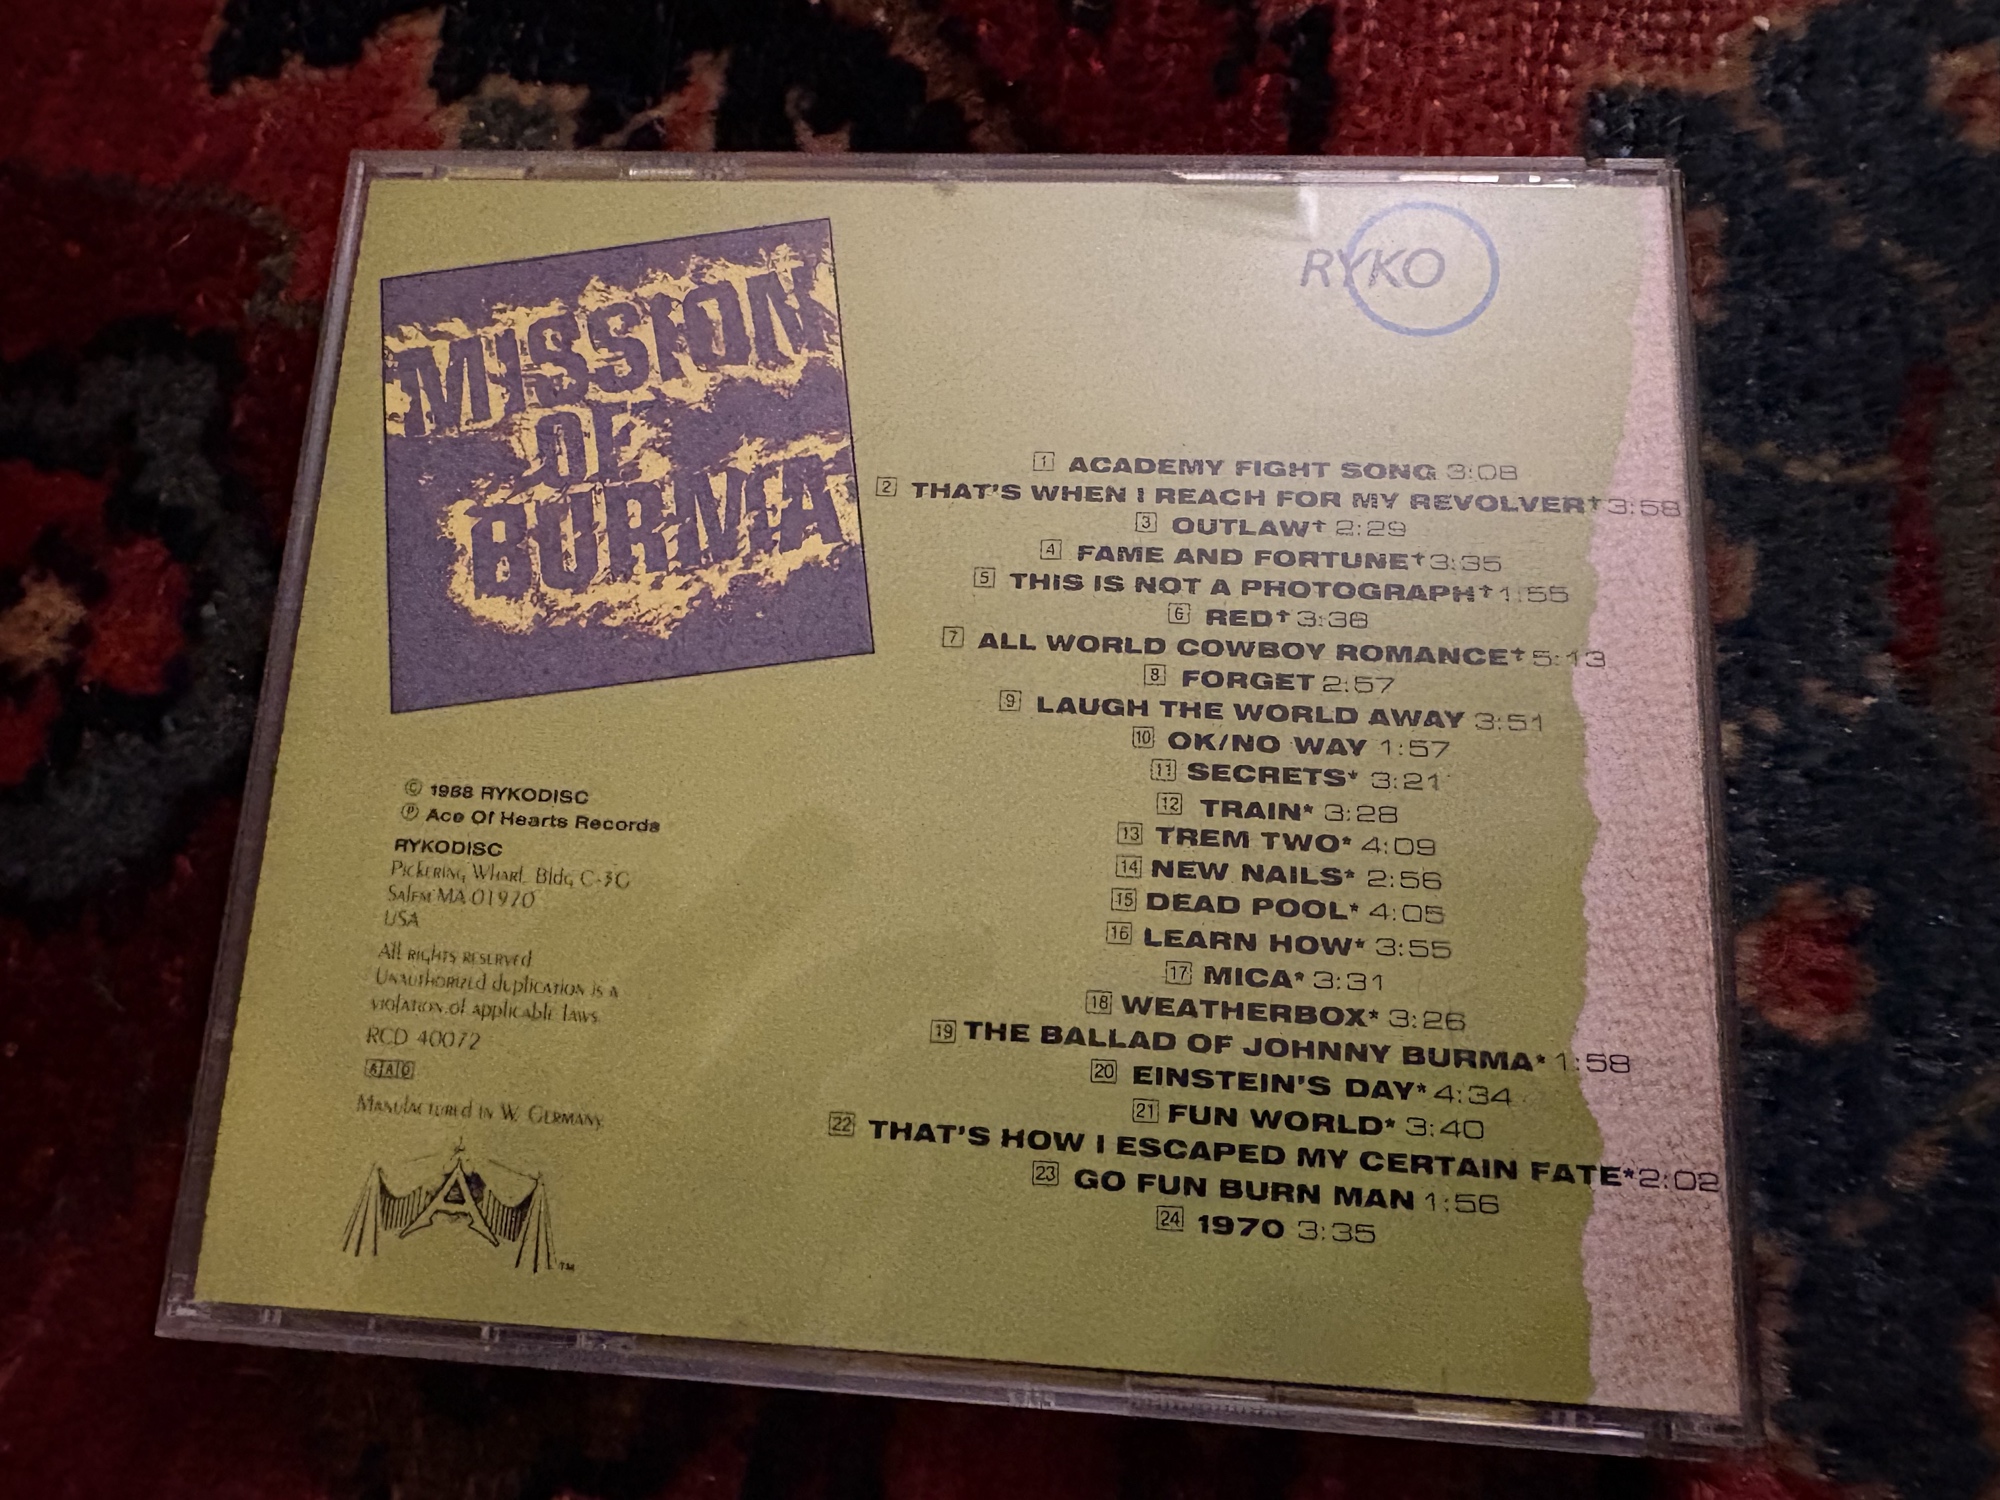 MISSION
OF
BURMA
RYKO
1 ACADEMY FIGHT SONG 3:08
2 THAT'S WHEN I REACH FOR MY REVOLVER† 3:58
3 OUTLAW† 2:29
4 FAME AND FORTUNE† 3:35
5 THIS IS NOT A PHOTOGRAPH† 1:55
6 RED† 3:36
7 ALL WORLD COWBOY ROMANCE† 5:13
8 FORGET 2:57
9 LAUGH THE WORLD AWAY 3:51
10 OK/NO WAY 1:57
11 SECRETS* 3:21
12 TRAIN* 3:28
13 TREM TWO* 4:09
14 NEW NAILS* 2:56
15 DEAD POOL* 4:05
16 LEARN HOW* 3:55
17 MICA* 3:31
18 WEATHERBOX* 3:26
19 THE BALLAD OF JOHNNY BURMA* 1:58
20 EINSTEIN'S DAY* 4:34
21 FUN WORLD* 3:40
22 THAT'S HOW I ESCAPED MY CERTAIN FATE* 2:02
23 GO FUN BURN MAN 1:56
24 1970 3:35
© 1988 RYKODISC
℗ Ace Of Hearts Records
RYKODISC
Pickering Wharf, Bldg C-3G
Salem MA 01970
USA
All rights reserved
Unauthorized duplication is a
violation of applicable laws.
RCD 40072
AAD
Manufactured in W. Germany
A
TM